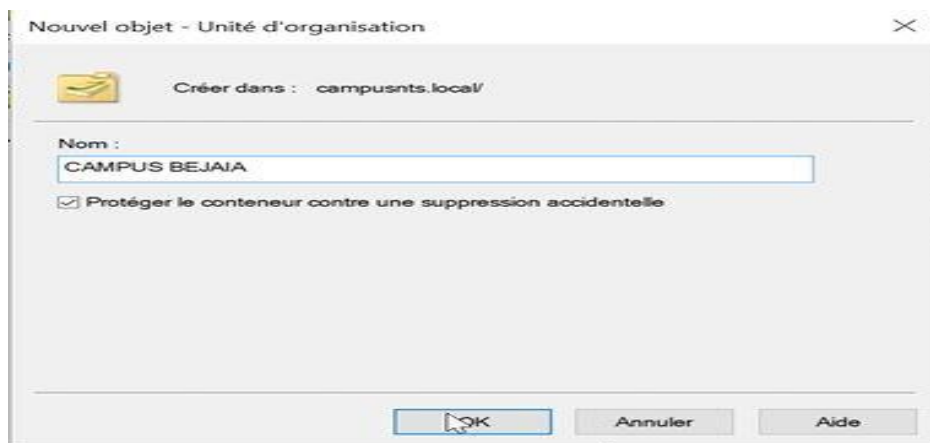 Nouvel objet - Unité d'organisation
Créer dans : campusnts.local/
Nom :
CAMPUS BEJAIA
Protéger le conteneur contre une suppression accidentelle
OK Annuler Aide